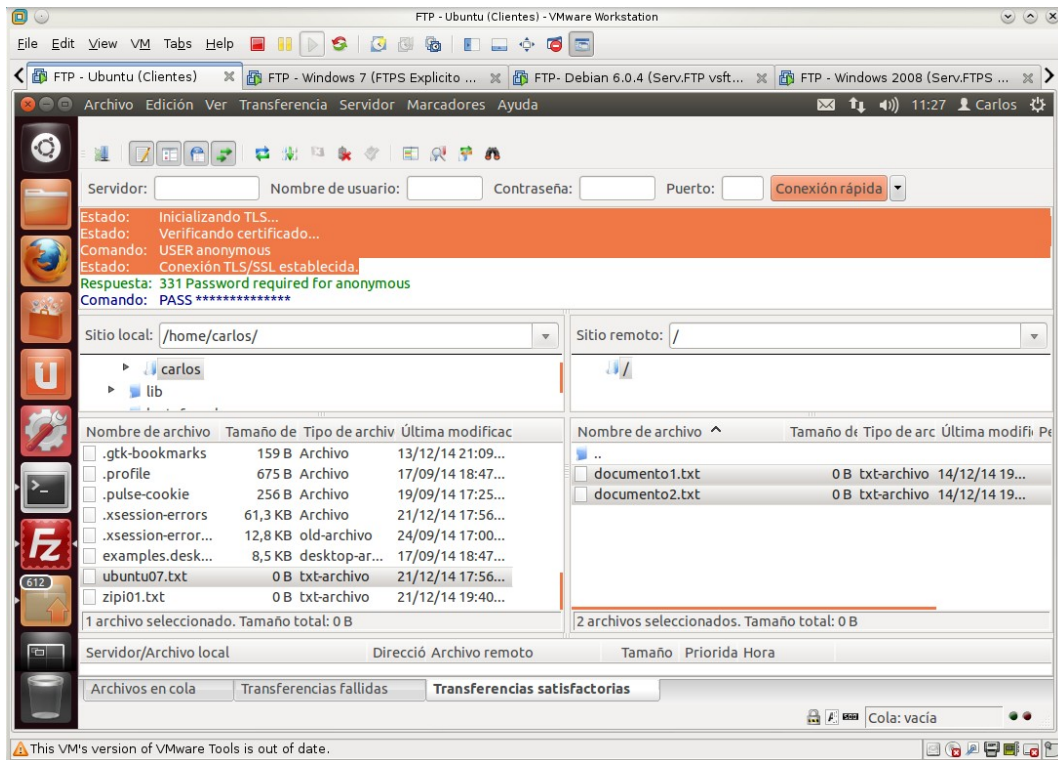 FTP - Ubuntu (Clientes) - VMware Workstation
File Edit View VM Tabs Help
FTP - Ubuntu (Clientes) FTP - Windows 7 (FTPS Explicito ... FTP- Debian 6.0.4 (Serv.FTP vsft... FTP - Windows 2008 (Serv.FTPS ...
Archivo Edición Ver Transferencia Servidor Marcadores Ayuda 11:27 Carlos
Servidor: Nombre de usuario: Contraseña: Puerto: Conexión rápida
Estado: Inicializando TLS...
Estado: Verificando certificado...
Comando: USER anonymous
Estado: Conexión TLS/SSL establecida.
Respuesta: 331 Password required for anonymous
Comando: PASS **************
Sitio local: /home/carlos/ Sitio remoto: /
carlos /
lib
Nombre de archivo Tamaño de Tipo de archiv Última modificac Nombre de archivo Tamaño de Tipo de arc Última modifi Pe
.gtk-bookmarks 159 B Archivo 13/12/14 21:09... ..
.profile 675 B Archivo 17/09/14 18:47... documento1.txt 0 B txt-archivo 14/12/14 19...
.pulse-cookie 256 B Archivo 19/09/14 17:25... documento2.txt 0 B txt-archivo 14/12/14 19...
.xsession-errors 61,3 KB Archivo 21/12/14 17:56...
.xsession-error... 12,8 KB old-archivo 24/09/14 17:00...
examples.desk... 8,5 KB desktop-ar... 17/09/14 18:47...
ubuntu07.txt 0 B txt-archivo 21/12/14 17:56...
612
zipi01.txt 0 B txt-archivo 21/12/14 19:40...
1 archivo seleccionado. Tamaño total: 0 B 2 archivos seleccionados. Tamaño total: 0 B
Servidor/Archivo local Direcció Archivo remoto Tamaño Priorida Hora
Archivos en cola Transferencias fallidas Transferencias satisfactorias
Cola: vacía
This VM's version of VMware Tools is out of date.